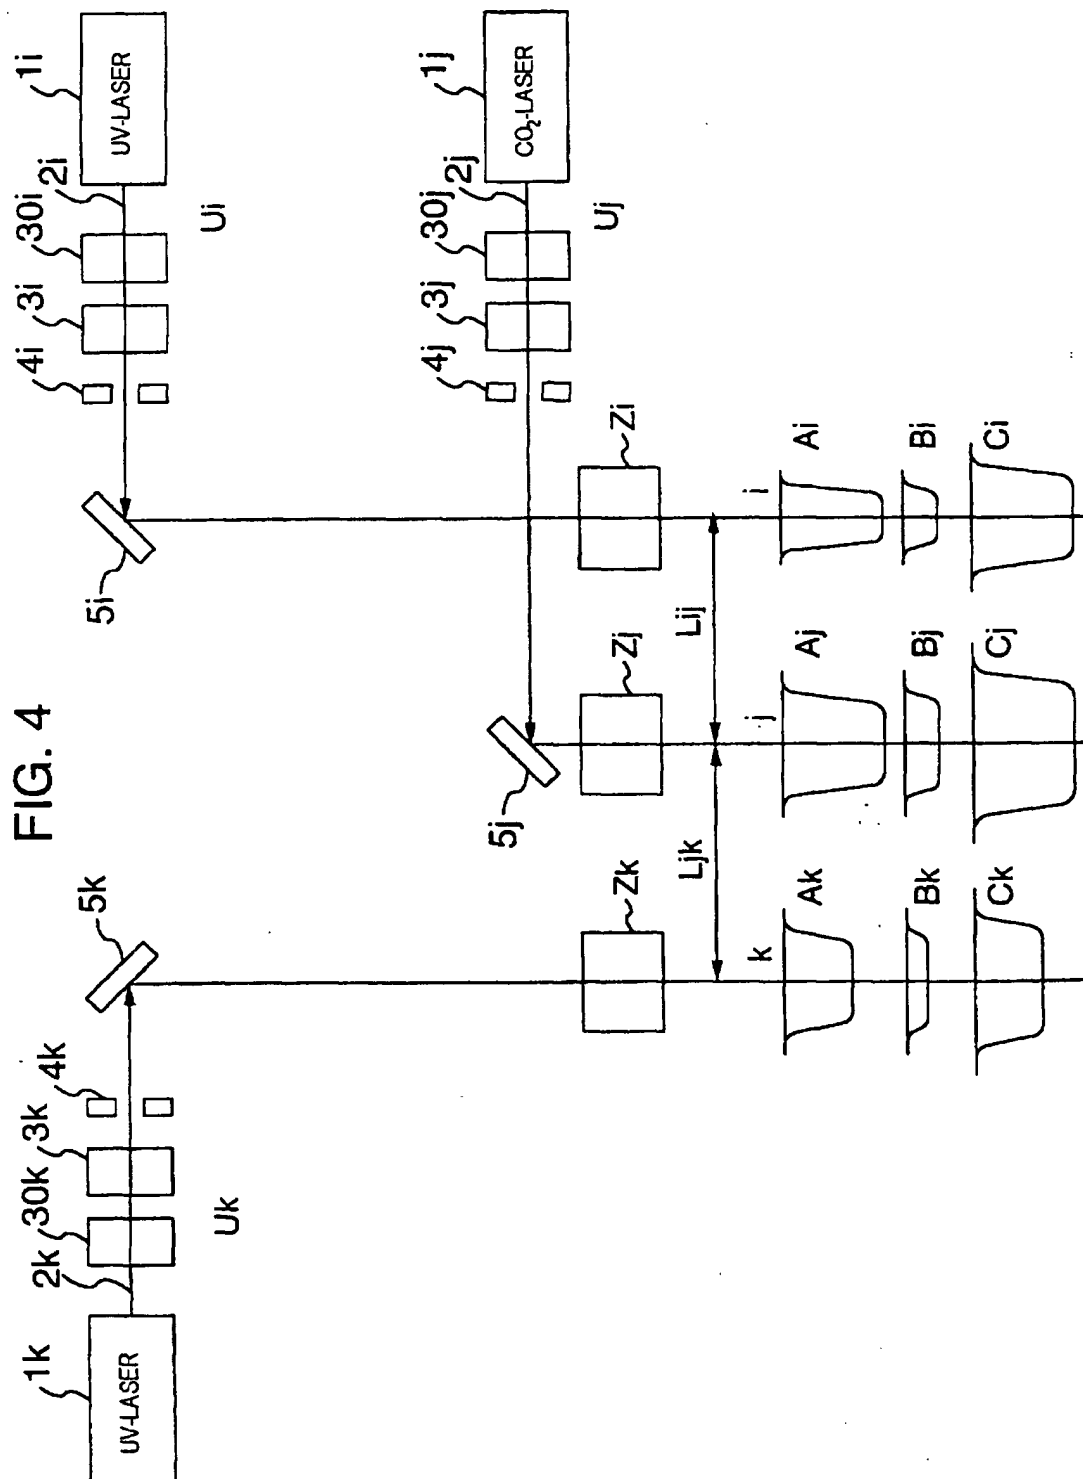 FIG. 4
1k
UV-LASER
2k
30k
3k
4k
5k
Uk
1i
UV-LASER
2i
30i
3i
4i
5i
Ui
1j
CO₂-LASER
2j
30j
3j
4j
5j
Uj
Zk
Zj
Zi
Ljk
Lij
k
j
i
Ak
Aj
Ai
Bk
Bj
Bi
Ck
Cj
Ci